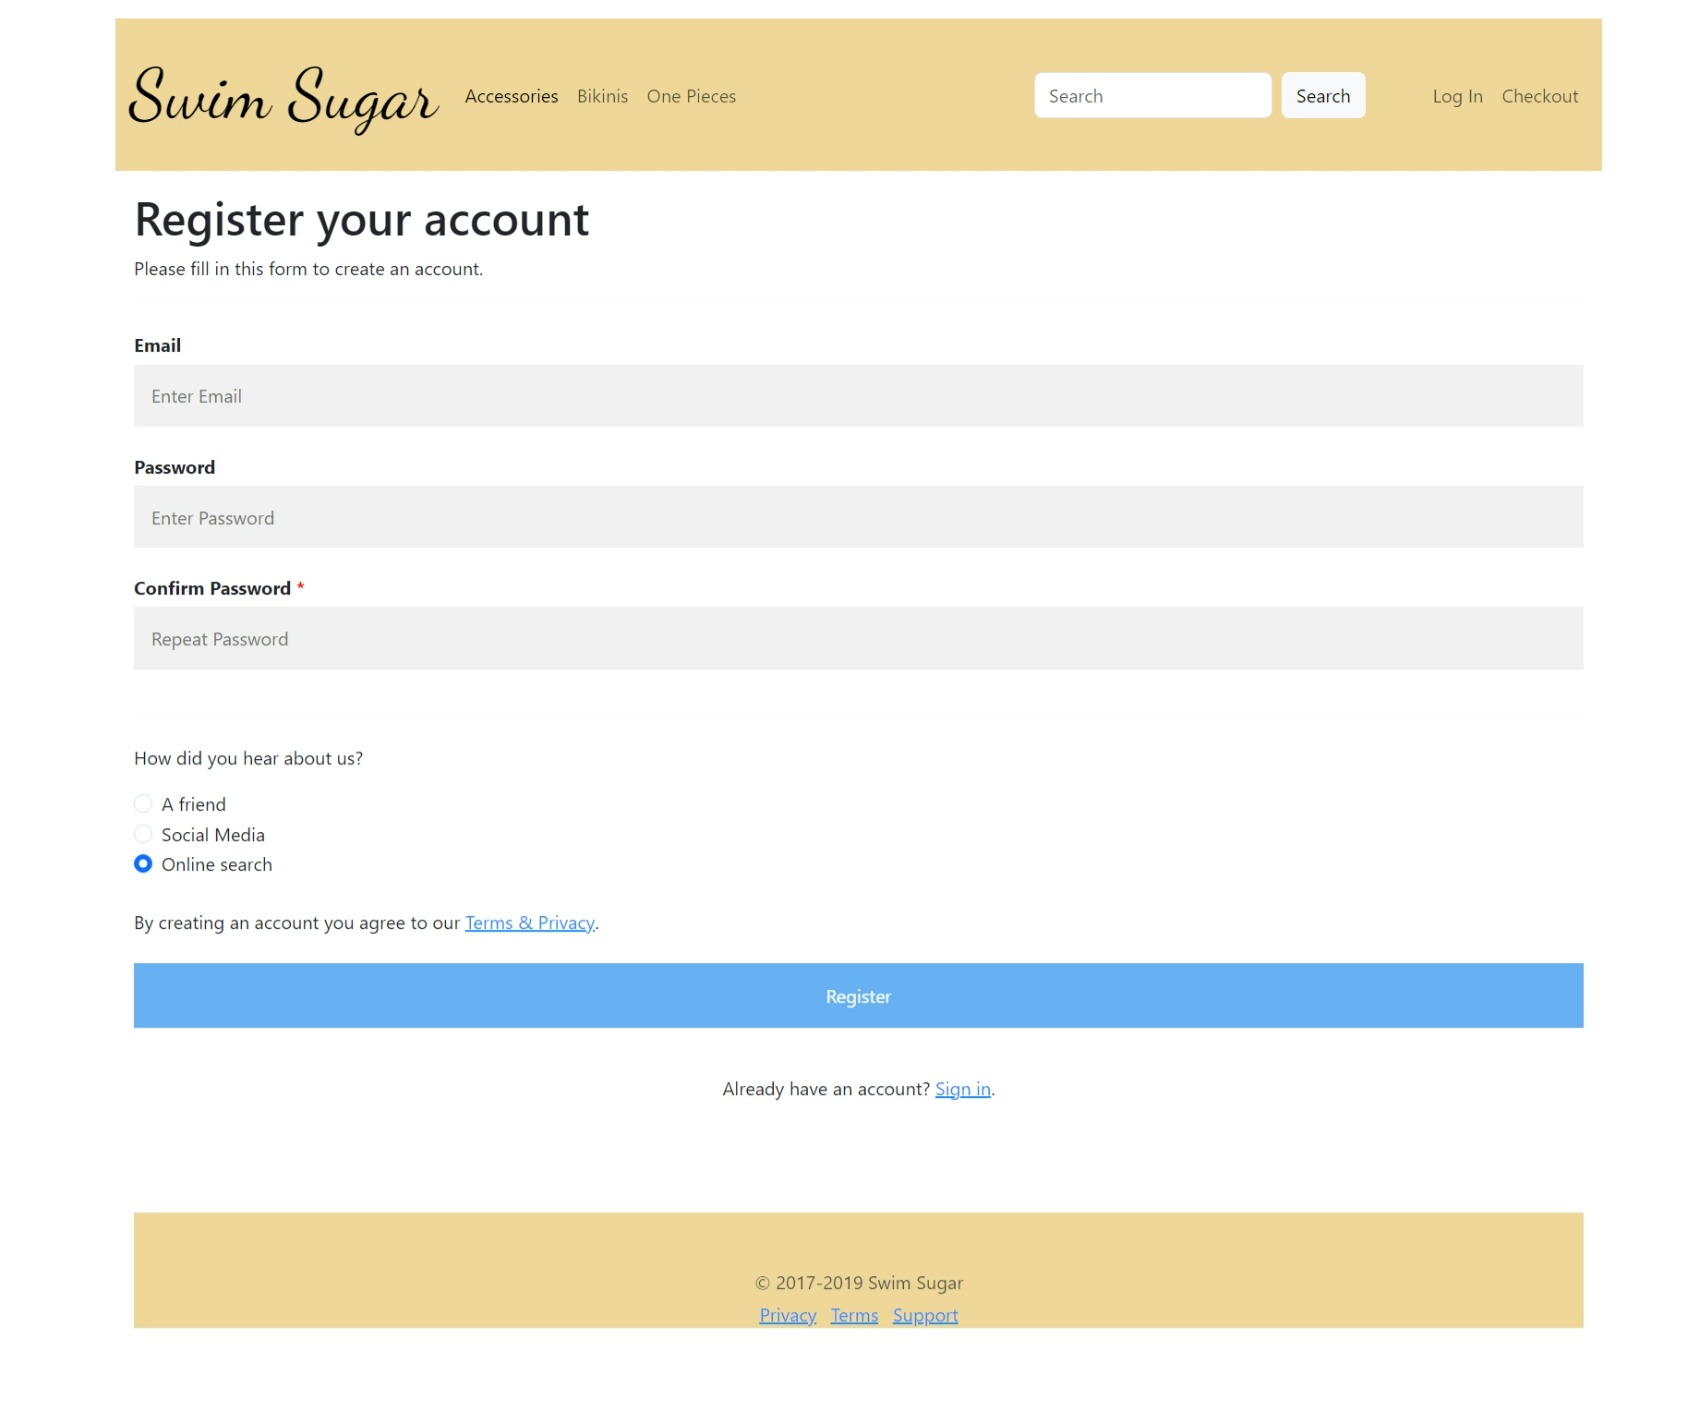 Swim Sugar Accessories Bikinis One Pieces Search Search Log In Checkout
Register your account
Please fill in this form to create an account.
Email
Enter Email
Password
Enter Password
Confirm Password *
Repeat Password
How did you hear about us?
A friend
Social Media
Online search
By creating an account you agree to our Terms & Privacy.
Register
Already have an account? Sign in.
© 2017-2019 Swim Sugar
Privacy Terms Support